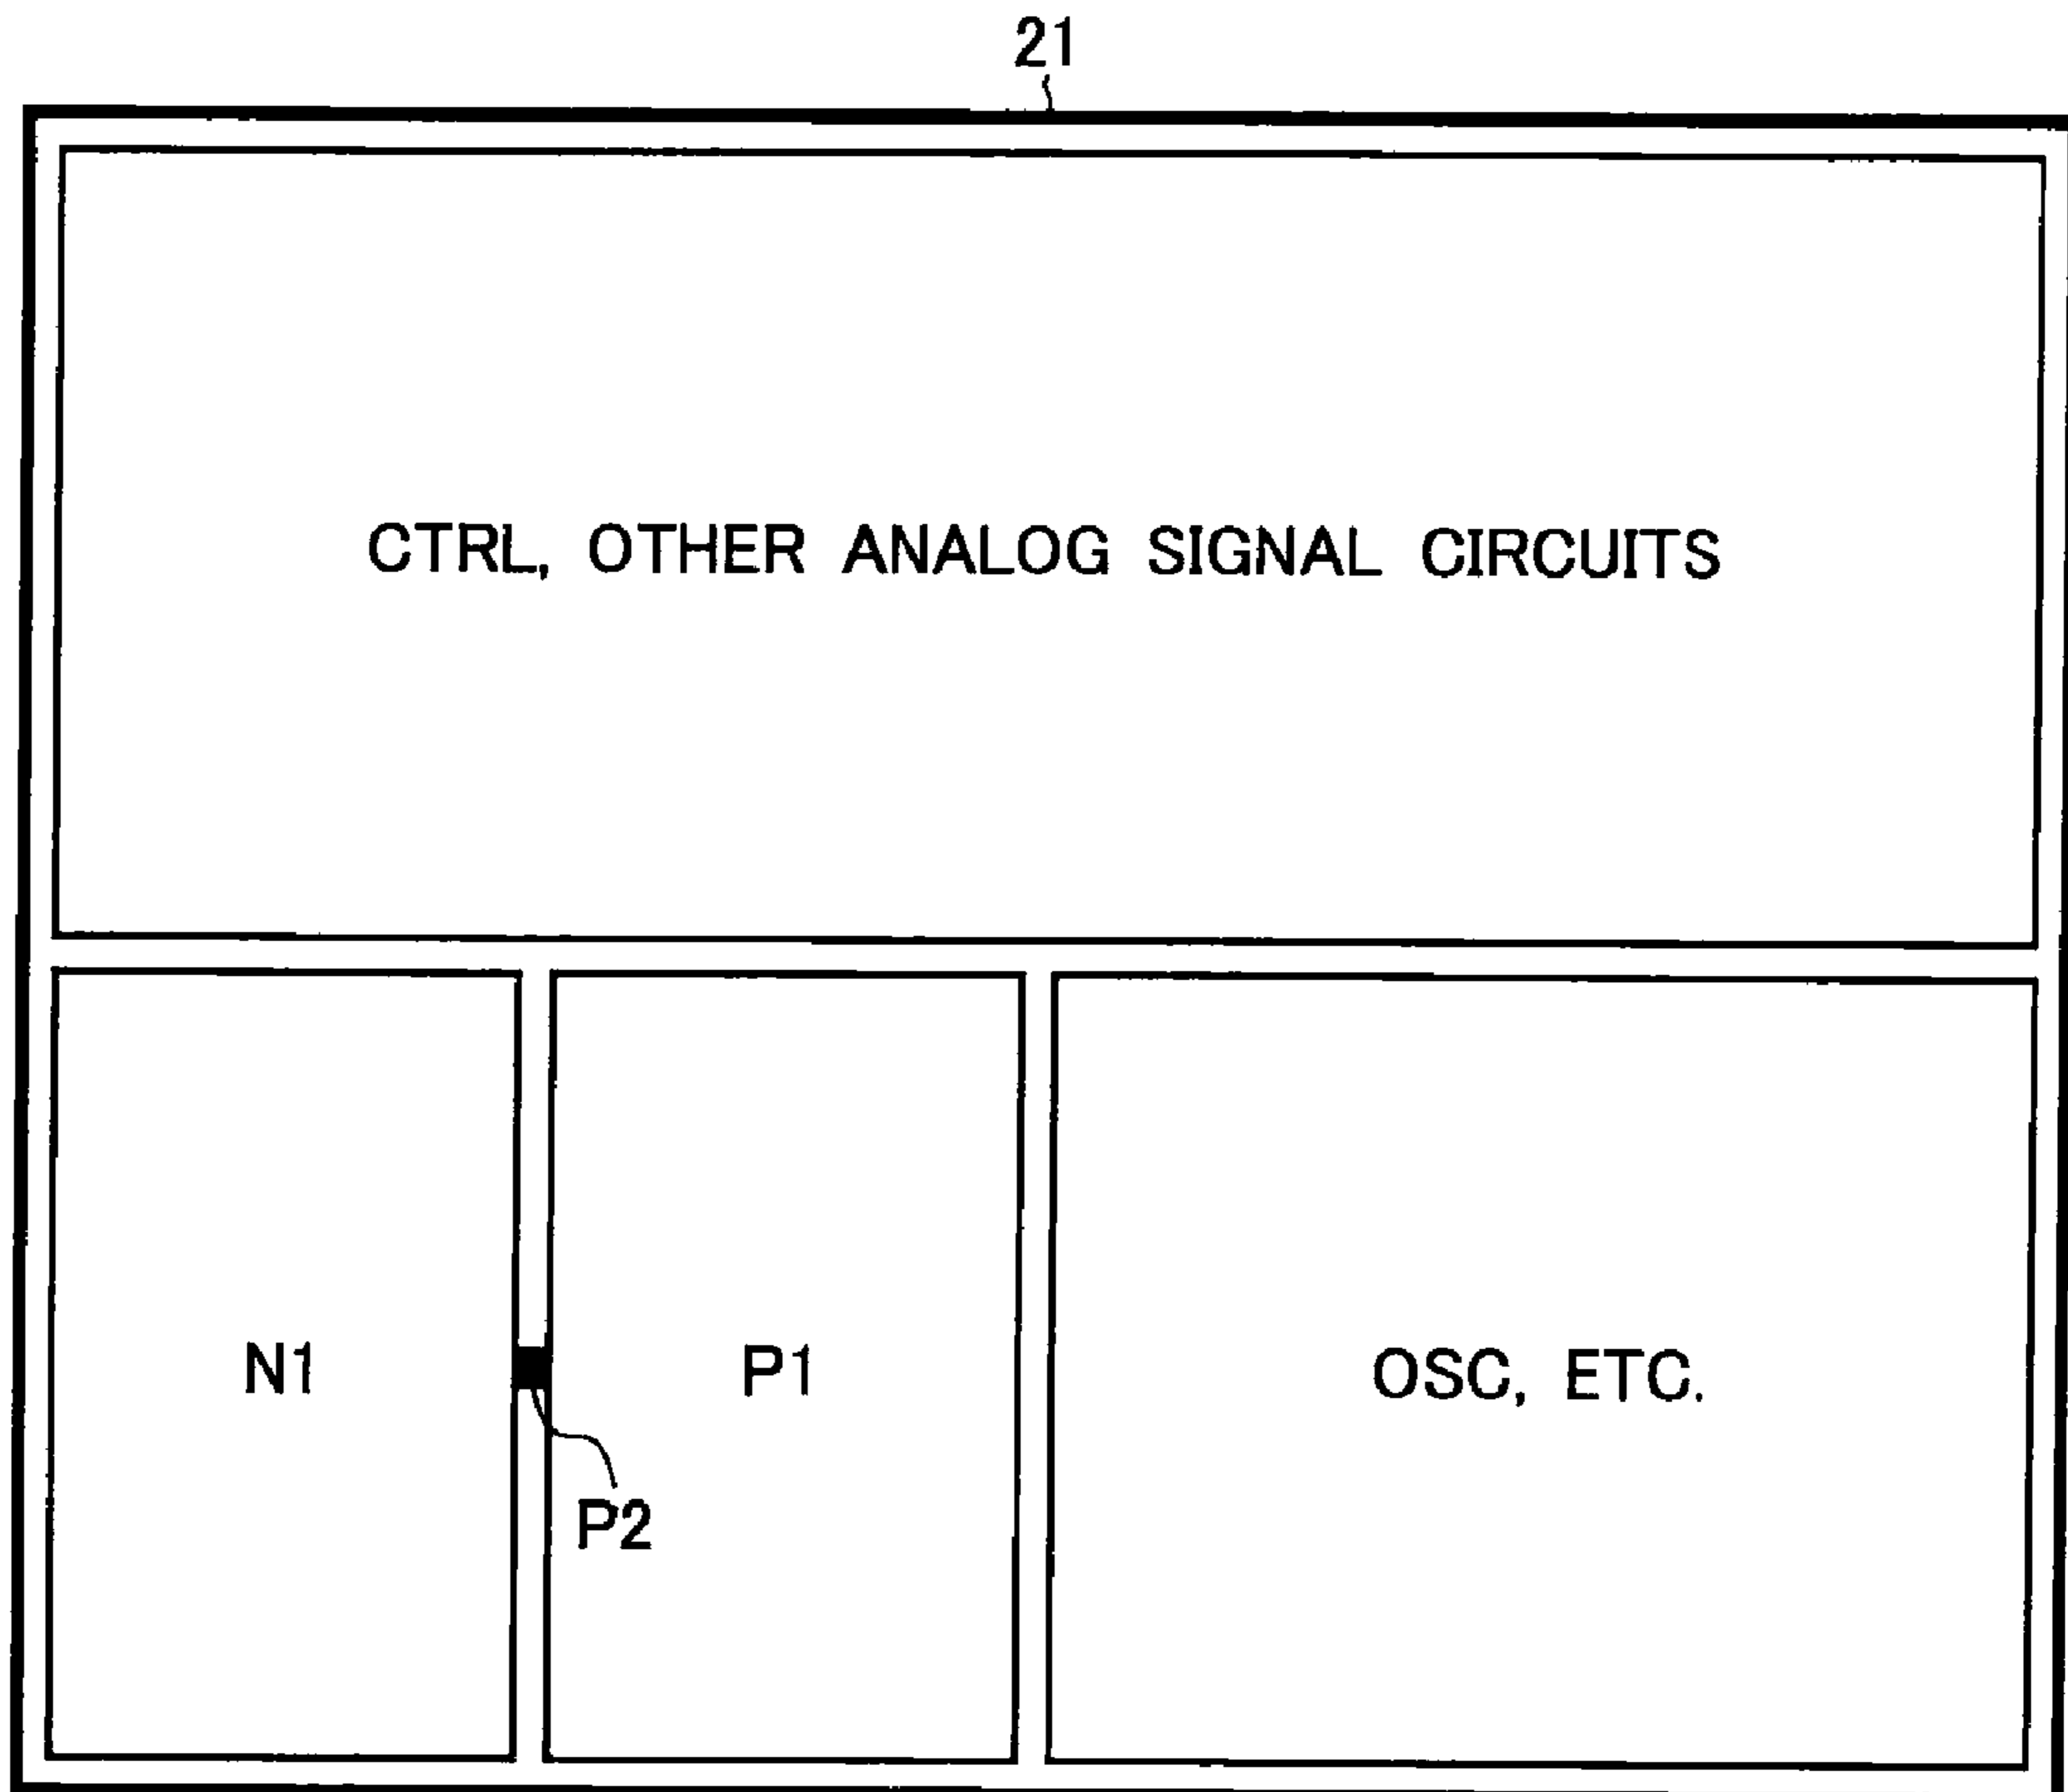 21
CTRL, OTHER ANALOG SIGNAL CIRCUITS
N1
P1
OSC, ETC.
P2